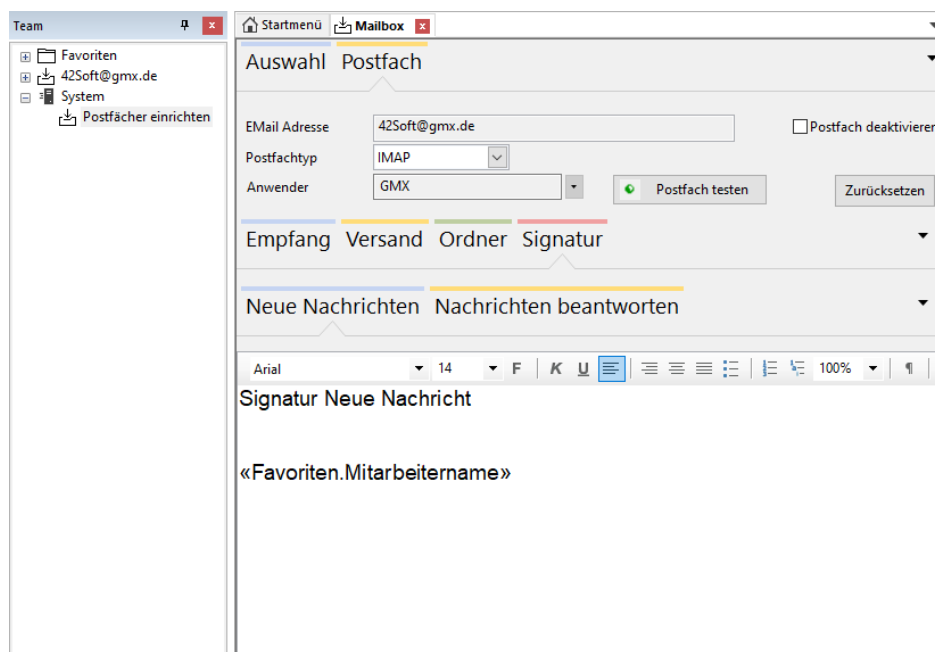 Team
Startmenü Mailbox
Favoriten
42Soft@gmx.de
System
Postfächer einrichten
Auswahl Postfach
EMail Adresse 42Soft@gmx.de Postfach deaktivieren
Postfachtyp IMAP
Anwender GMX Postfach testen Zurücksetzen
Empfang Versand Ordner Signatur
Neue Nachrichten Nachrichten beantworten
Arial 14 F K U 100% ¶
Signatur Neue Nachricht
«Favoriten.Mitarbeitername»